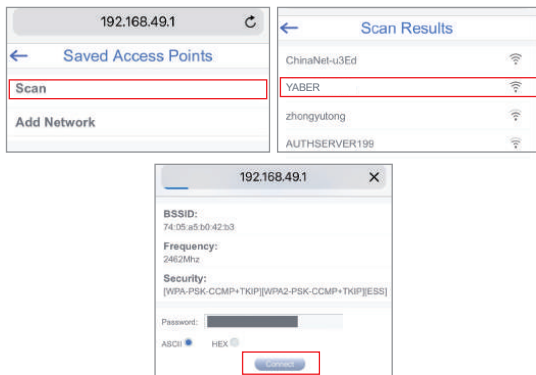 192.168.49.1
Saved Access Points
Scan
Add Network
Scan Results
ChinaNet-u3Ed
YABER
zhongyutong
AUTHSERVER199
192.168.49.1
BSSID:
74:05:a5:b0:42:b3
Frequency:
2462Mhz
Security:
[WPA-PSK-CCMP+TKIP][WPA2-PSK-CCMP+TKIP][ESS]
Password:
ASCII HEX
Connect